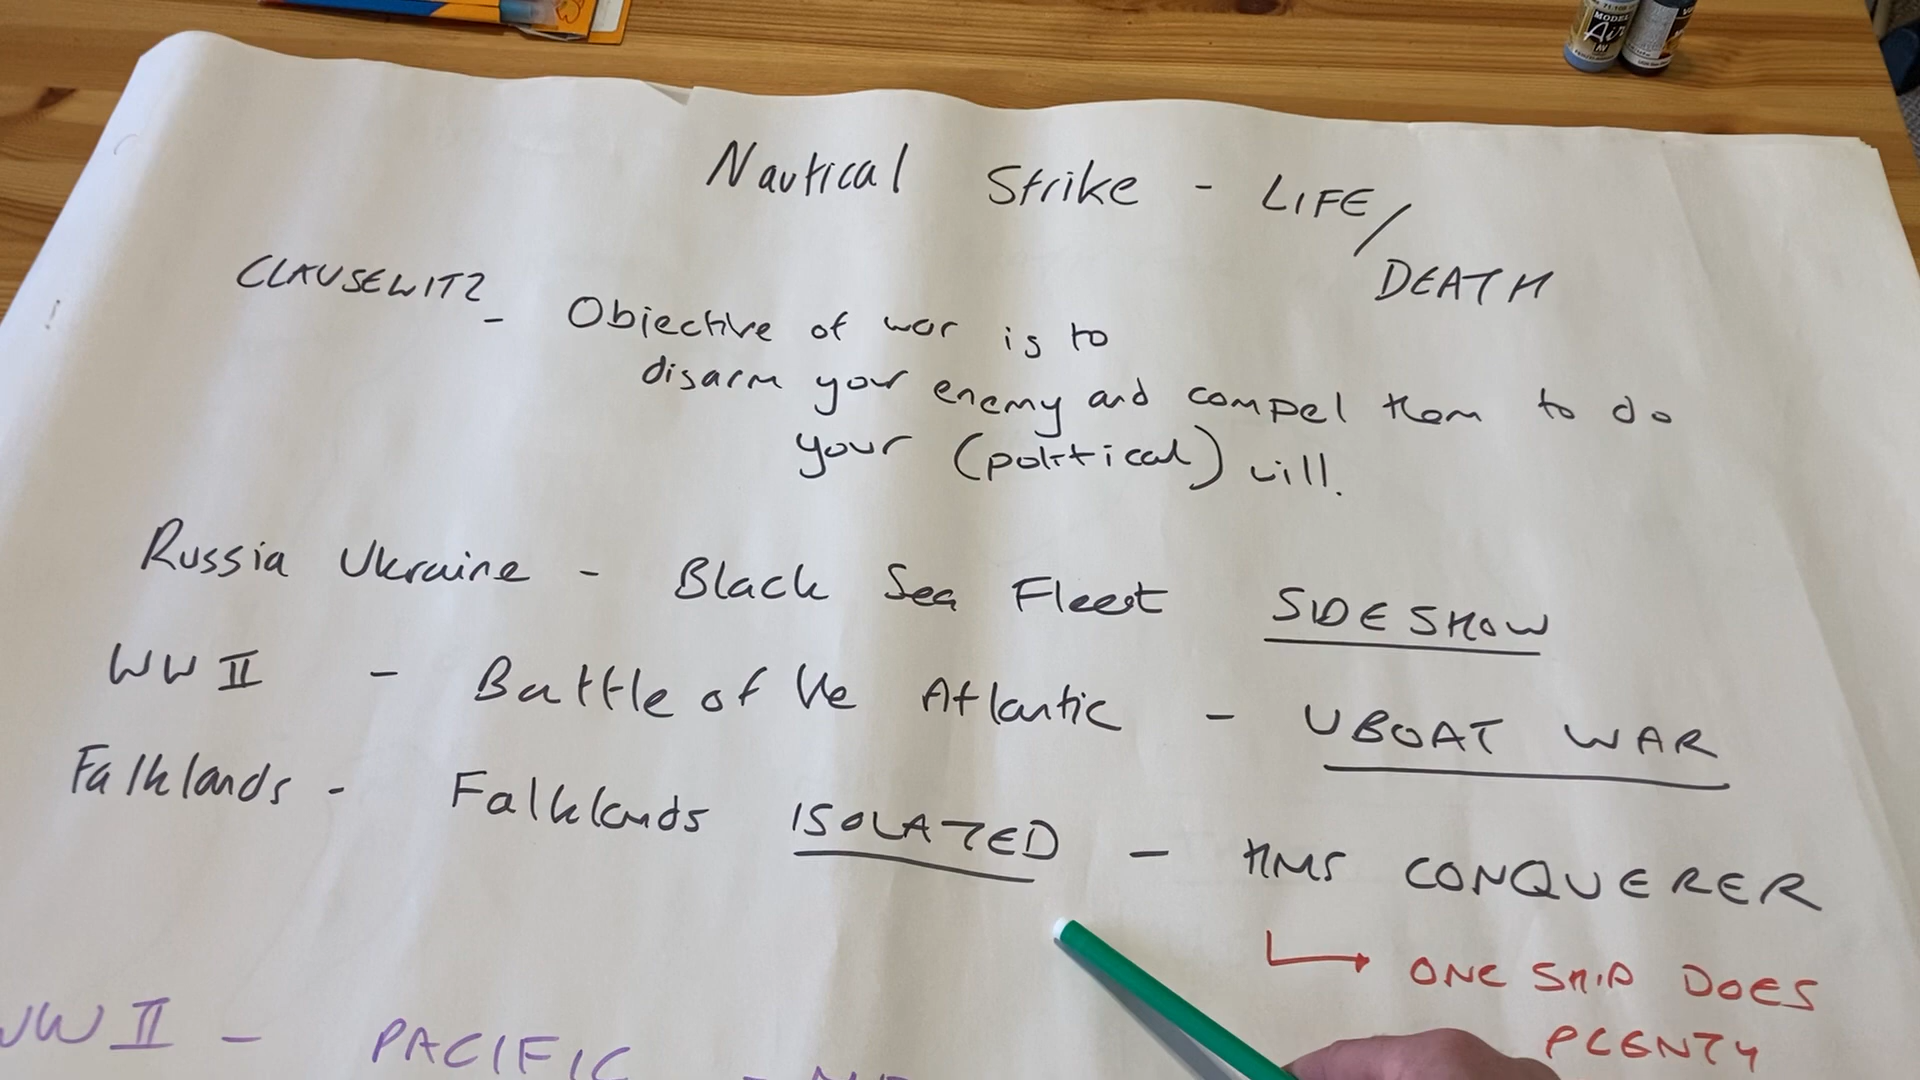 Nautical Strike - LIFE/
DEATH
CLAUSEWITZ - Objective of war is to
disarm your enemy and compel them to do
your (political) will.
Russia Ukraine - Black Sea Fleet SIDESHOW
WW II - Battle of the Atlantic - UBOAT WAR
Falklands - Falklands ISOLATED - HMS CONQUERER
ONE SHIP DOES
PLENTY
WW II - PACIFIC -
MODEL
Air